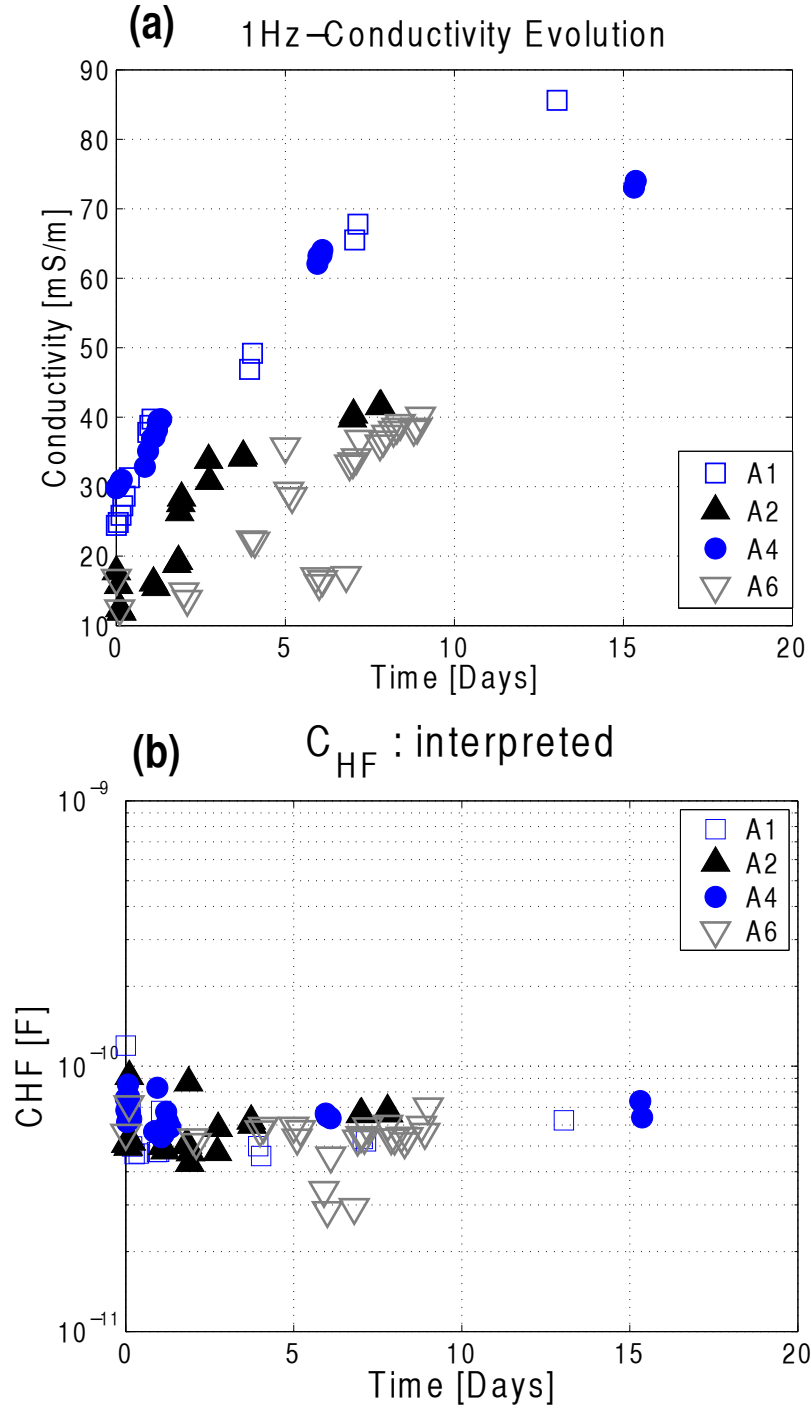 (a) 1Hz–Conductivity Evolution
Conductivity [mS/m]
90
80
70
60
50
40
30
20
10
0 5 10 15 20
Time [Days]
A1
A2
A4
A6
(b) C_HF : interpreted
CHF [F]
10^-9
10^-10
10^-11
0 5 10 15 20
Time [Days]
A1
A2
A4
A6